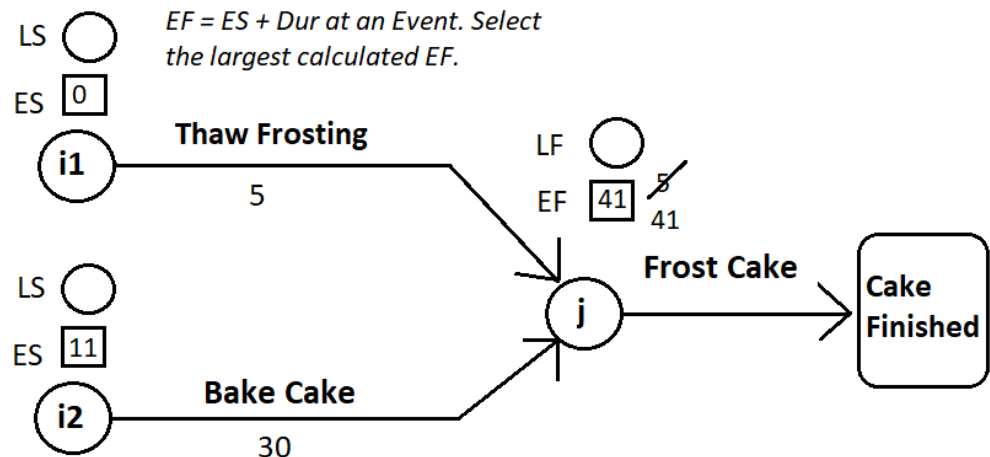 EF = ES + Dur at an Event. Select
the largest calculated EF.
LS
ES 0
i1
Thaw Frosting
5
LF
EF 41 5
41
LS
ES 11
i2
Bake Cake
30
j
Frost Cake
Cake
Finished